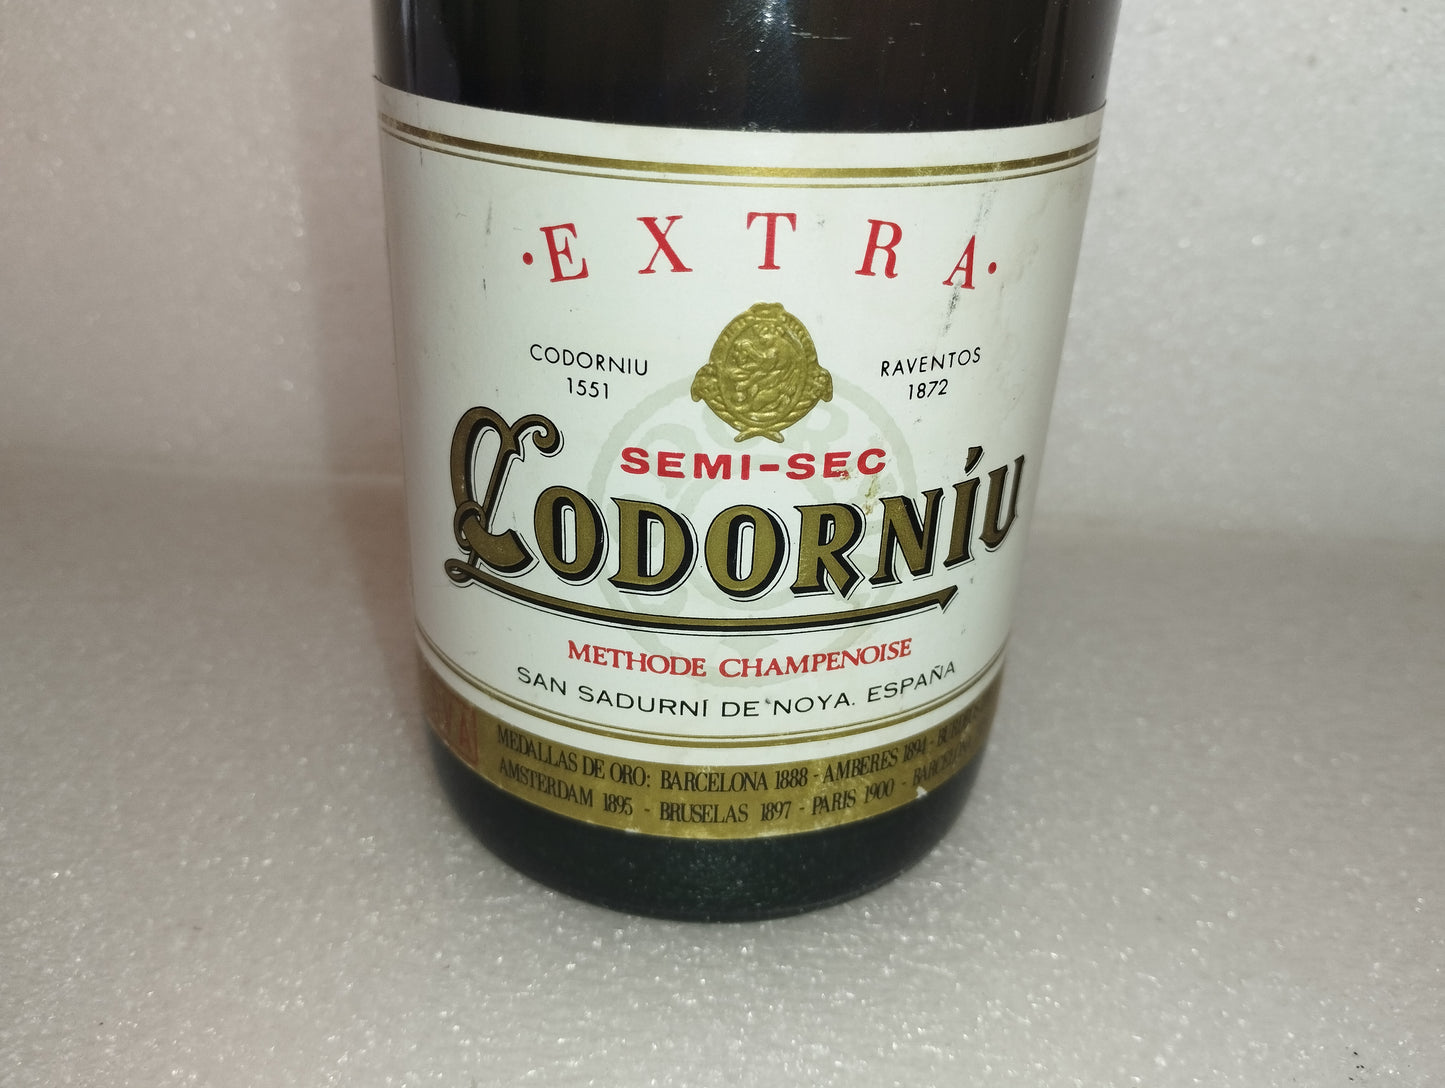 ·EXTRA·
CODORNIU
1551
RAVENTOS
1872
SEMI-SEC
CODORNÍU
METHODE CHAMPENOISE
SAN SADURNÍ DE NOYA. ESPAÑA
MEDALLAS DE ORO: BARCELONA 1888 - AMBERES 1894 -
AMSTERDAM 1895 - BRUSELAS 1897 - PARIS 1900 - BARCELONA